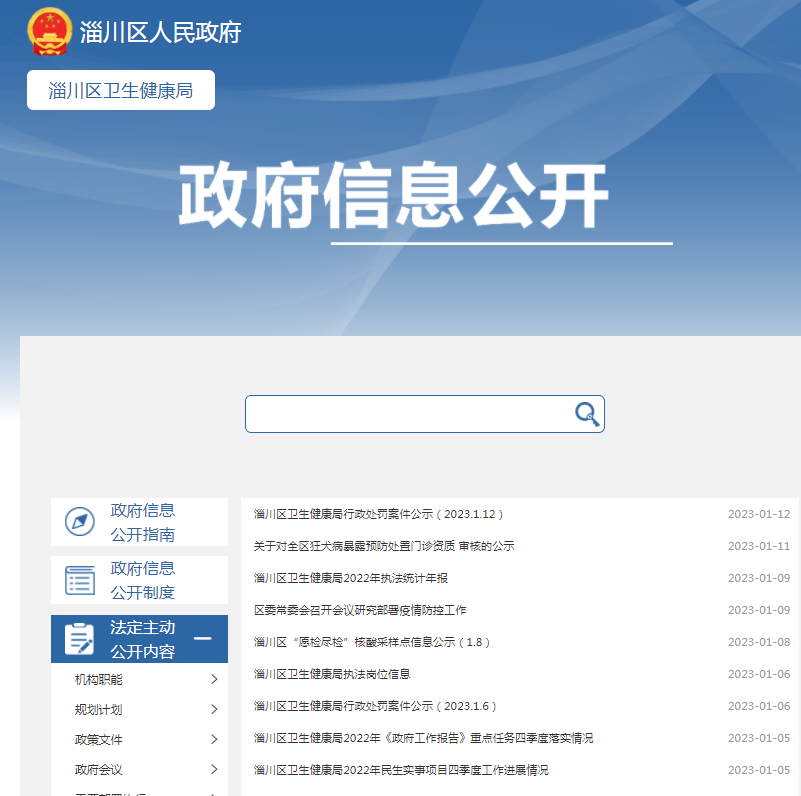 淄川区人民政府
淄川区卫生健康局
政府信息公开
政府信息
公开指南
政府信息
公开制度
法定主动
公开内容
机构职能
规划计划
政策文件
政府会议
淄川区卫生健康局行政处罚案件公示（2023.1.12） 2023-01-12
关于对全区狂犬病暴露预防处置门诊资质 审核的公示 2023-01-11
淄川区卫生健康局2022年执法统计年报 2023-01-09
区委常委会召开会议研究部署疫情防控工作 2023-01-09
淄川区“愿检尽检”核酸采样点信息公示（1.8） 2023-01-08
淄川区卫生健康局执法岗位信息 2023-01-06
淄川区卫生健康局行政处罚案件公示（2023.1.6） 2023-01-06
淄川区卫生健康局2022年《政府工作报告》重点任务四季度落实情况 2023-01-05
淄川区卫生健康局2022年民生实事项目四季度工作进展情况 2023-01-05